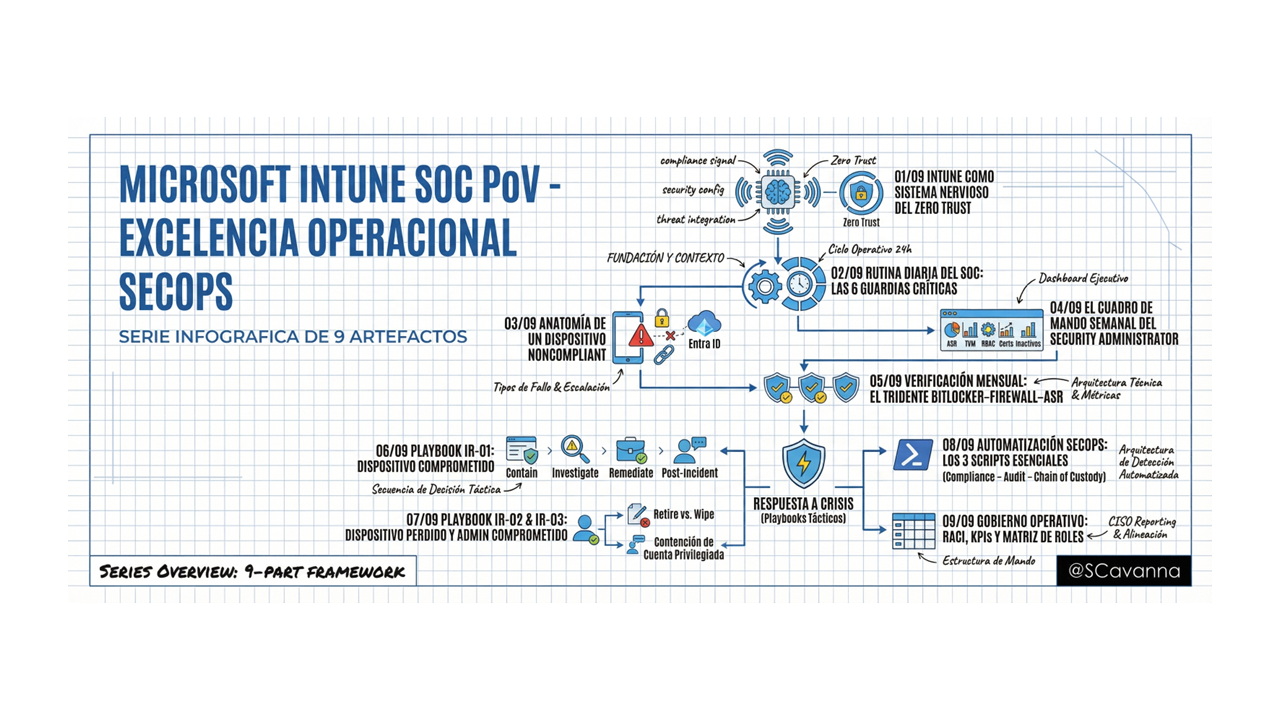 MICROSOFT INTUNE SOC PoV -
EXCELENCIA OPERACIONAL
SECOPS
SERIE INFOGRAFICA DE 9 ARTEFACTOS
compliance signal
security config
threat integration
Zero Trust
Zero Trust
01/09 INTUNE COMO
SISTEMA NERVIOSO
DEL ZERO TRUST
FUNDACIÓN Y CONTEXTO
Ciclo Operativo 24h
02/09 RUTINA DIARIA DEL SOC:
LAS 6 GUARDIAS CRÍTICAS
03/09 ANATOMÍA DE
UN DISPOSITIVO
NONCOMPLIANT
Entra ID
Tipos de Fallo & Escalación
Dashboard Ejecutivo
ASR TVM RBAC Certs Inactivos
04/09 EL CUADRO DE
MANDO SEMANAL DEL
SECURITY ADMINISTRATOR
05/09 VERIFICACIÓN MENSUAL:
EL TRIDENTE BITLOCKER-FIREWALL-ASR
Arquitectura Técnica
& Métricas
06/09 PLAYBOOK IR-01:
DISPOSITIVO COMPROMETIDO
Contain
Investigate
Remediate
Post-Incident
Secuencia de Decisión Táctica
07/09 PLAYBOOK IR-02 & IR-03:
DISPOSITIVO PERDIDO Y ADMIN COMPROMETIDO
Retire vs. Wipe
Contención de
Cuenta Privilegiada
RESPUESTA A CRISIS
(Playbooks Tácticos)
08/09 AUTOMATIZACIÓN SECOPS:
LOS 3 SCRIPTS ESENCIALES
(Compliance – Audit – Chain of Custody)
Arquitectura
de Detección
Automatizada
09/09 GOBIERNO OPERATIVO:
RACI, KPIs Y MATRIZ DE ROLES
CISO Reporting
& Alineación
Estructura de Mando
SERIES OVERVIEW: 9-PART FRAMEWORK
@SCavanna